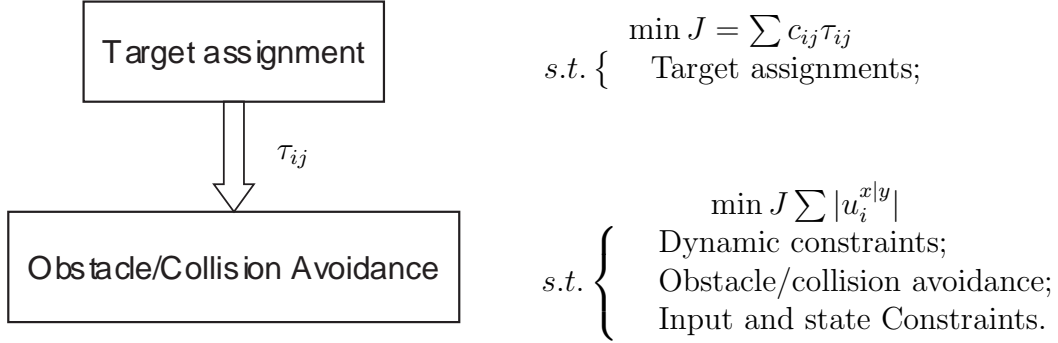 Target assignment
min J = ∑ c_{ij}τ_{ij}
s.t. { Target assignments;
τ_{ij}
Obstacle/Collision Avoidance
min J ∑ |u_i^{x|y}|
s.t. { Dynamic constraints;
Obstacle/collision avoidance;
Input and state Constraints.